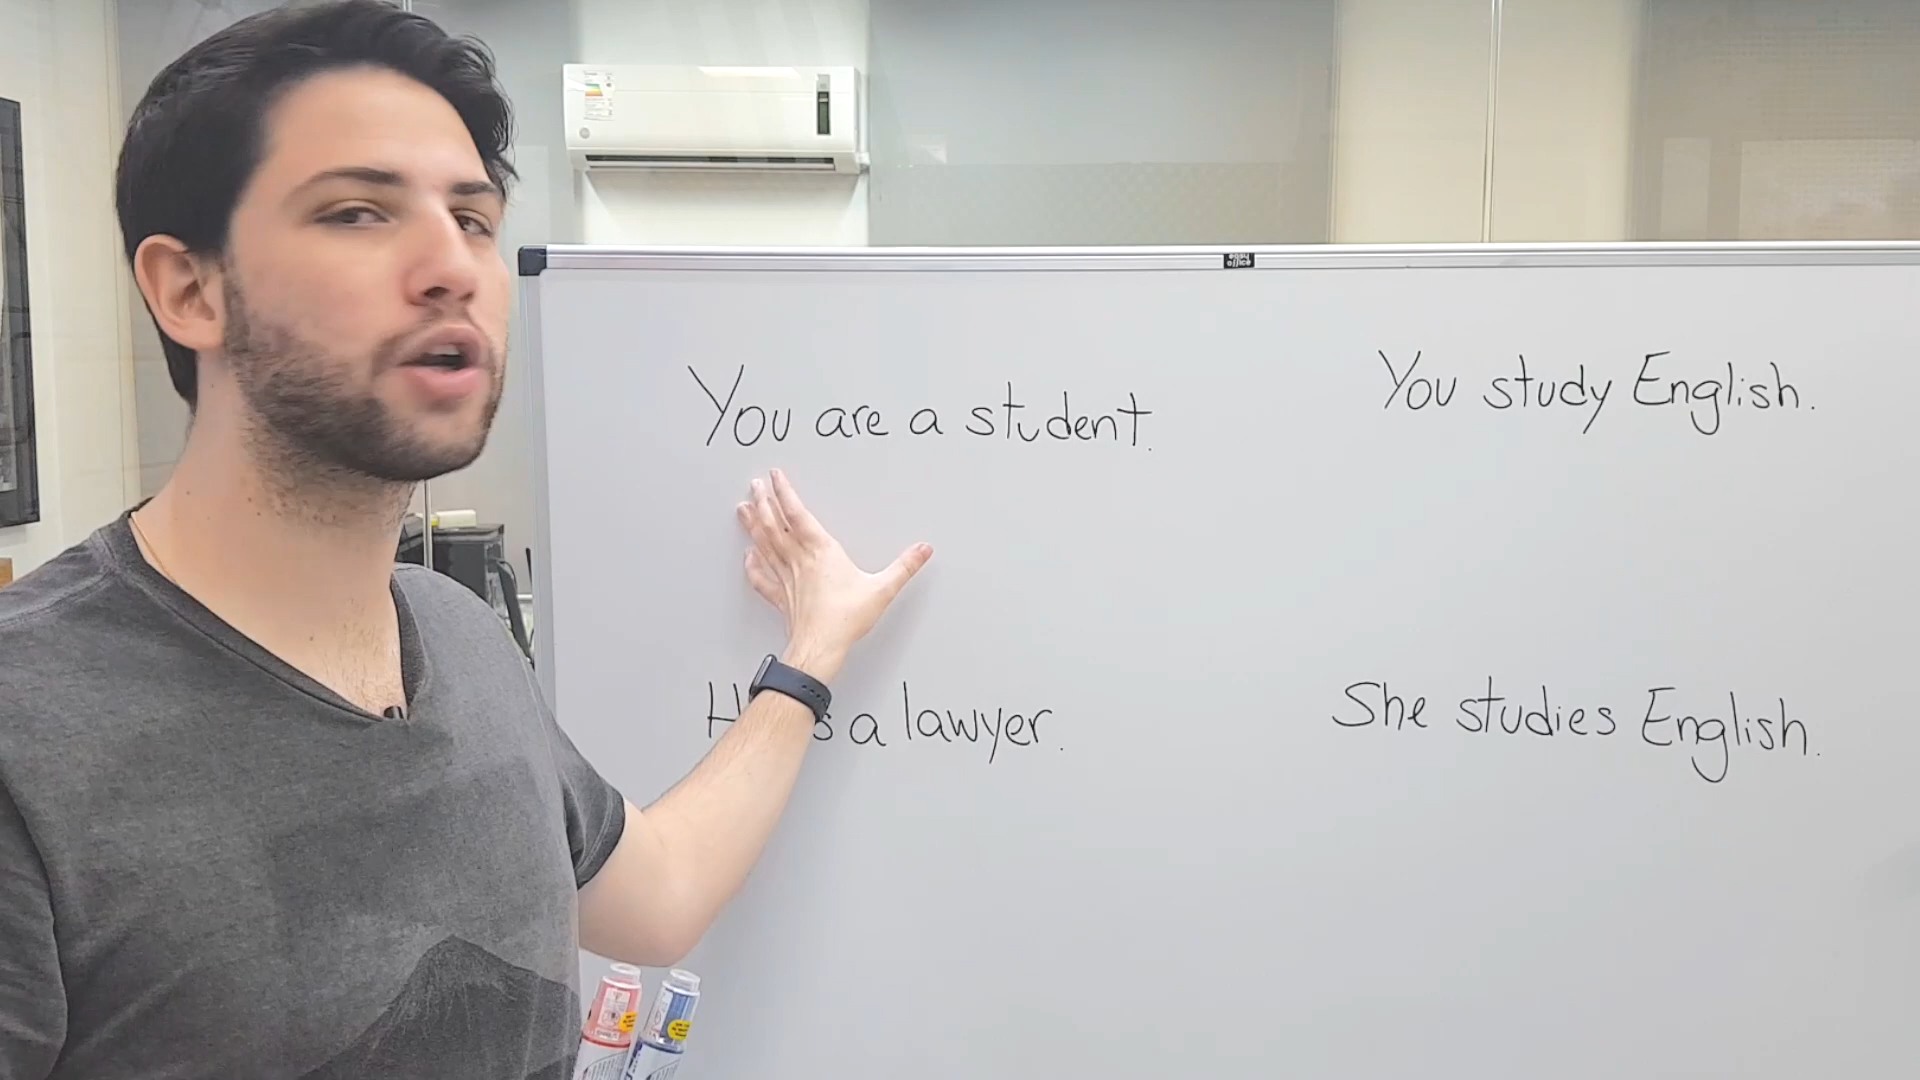 You are a student.
You study English.
H s a lawyer.
She studies English.